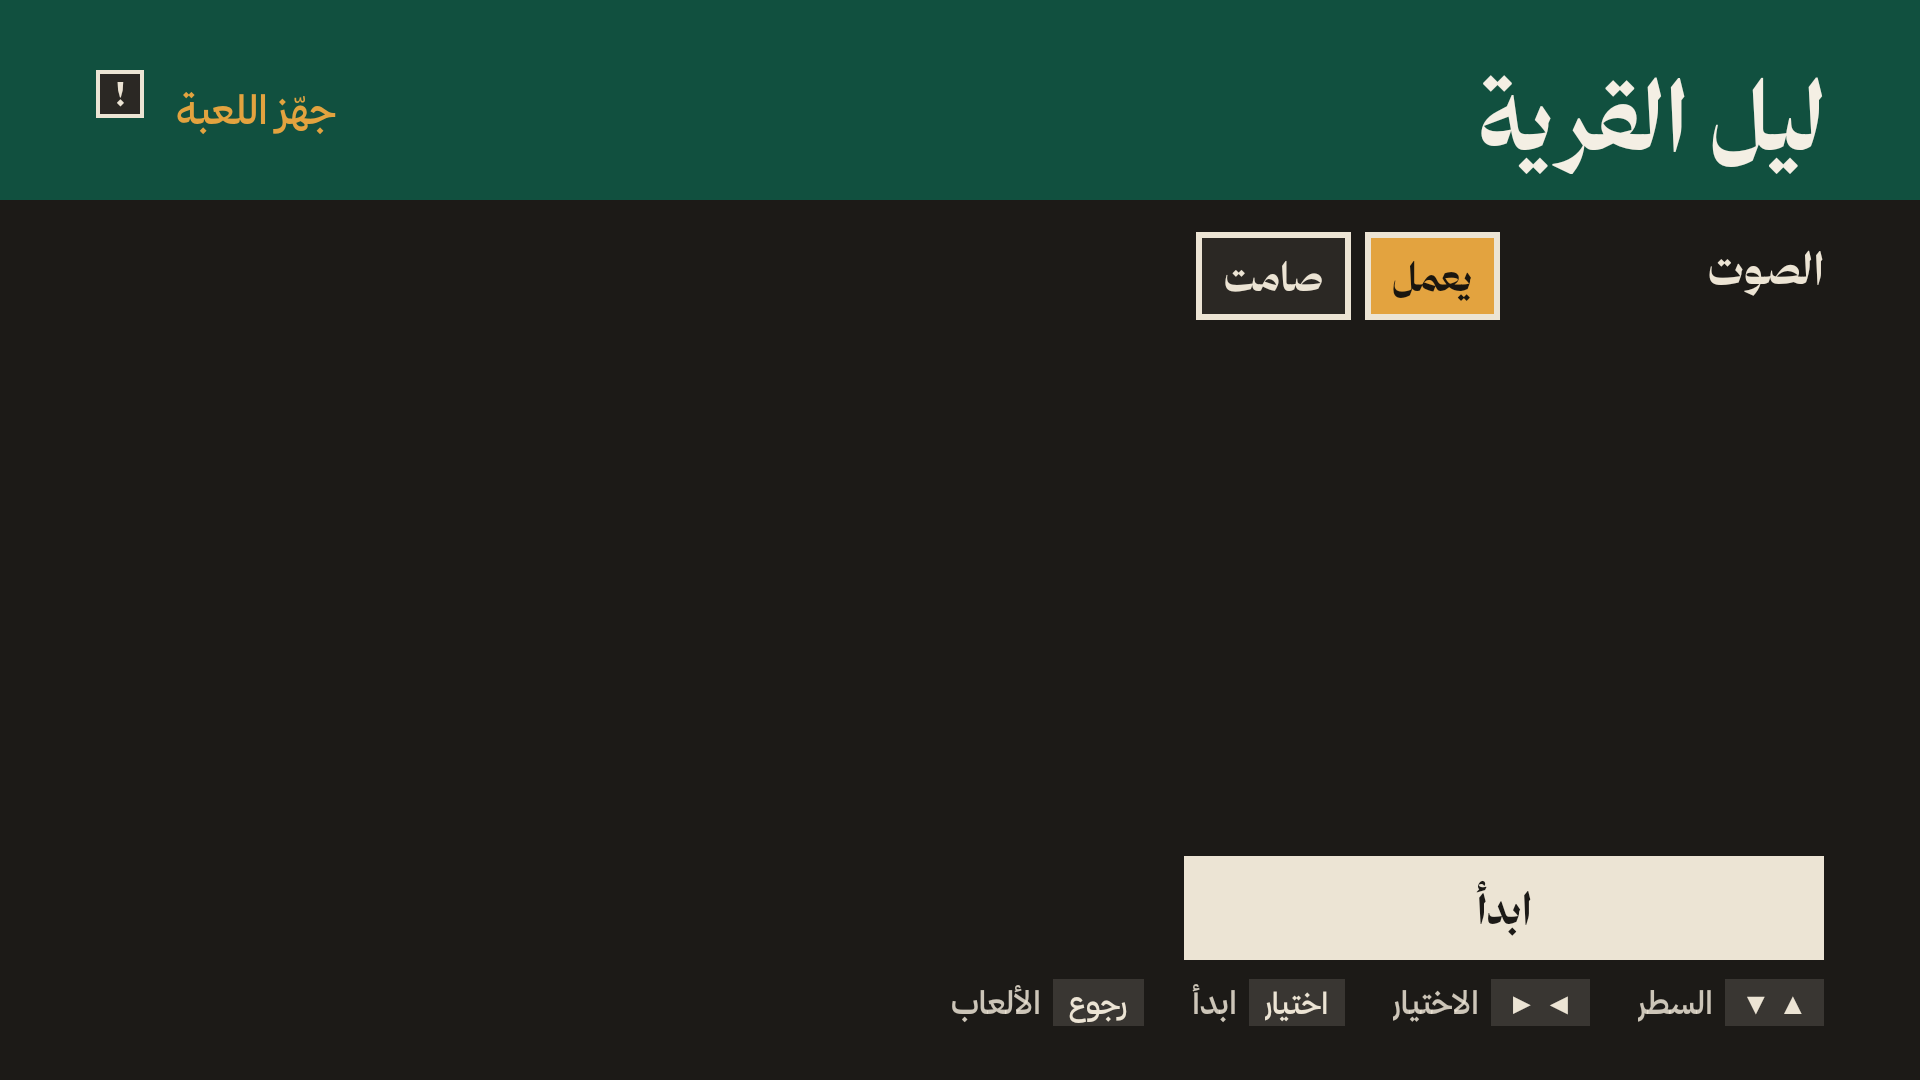 ليل القرية
جهّز اللعبة !
الصوت يعمل صامت
ابدأ
▲ ▼ السطر ◄ ► الاختيار اختيار ابدأ رجوع الألعاب